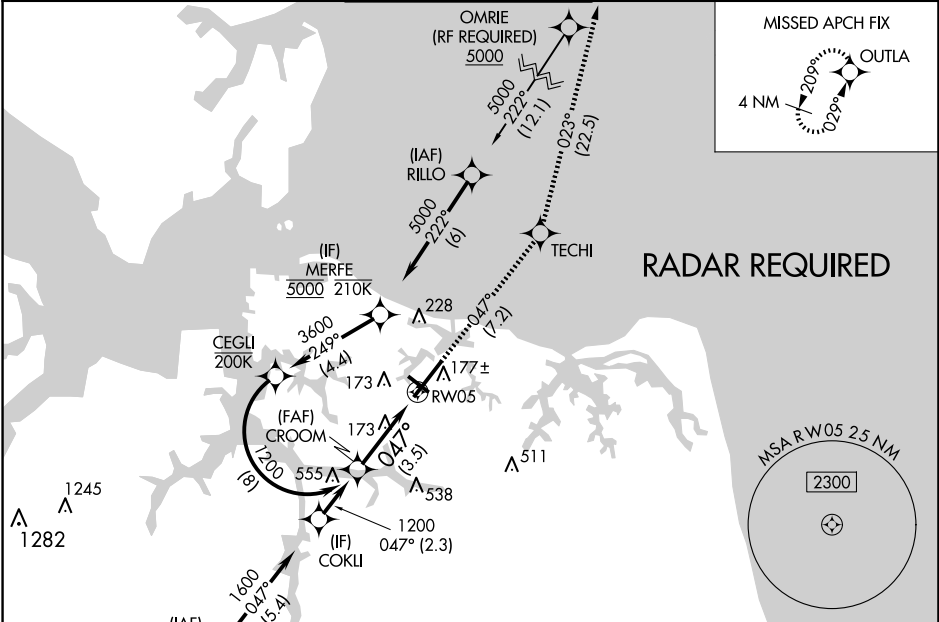 OMRIE
(RF REQUIRED)
5000
MISSED APCH FIX
OUTLA
209°
4 NM
029°
5000
222°
(12.1)
023°
(22.5)
(IAF)
RILLO
5000
222°
(6)
TECHI
RADAR REQUIRED
(IF)
MERFE
5000 210K
228
047°
(7.2)
3600
249°
(4.4)
CEGLI
200K
173
177±
RW05
(FAF)
CROOM
173
047°
(3.5)
1200
(8)
555
538
511
MSA RW05 25 NM
2300
1245
1282
1200
047° (2.3)
(IF)
COKLI
1600
047°
(5.4)
(IAF)